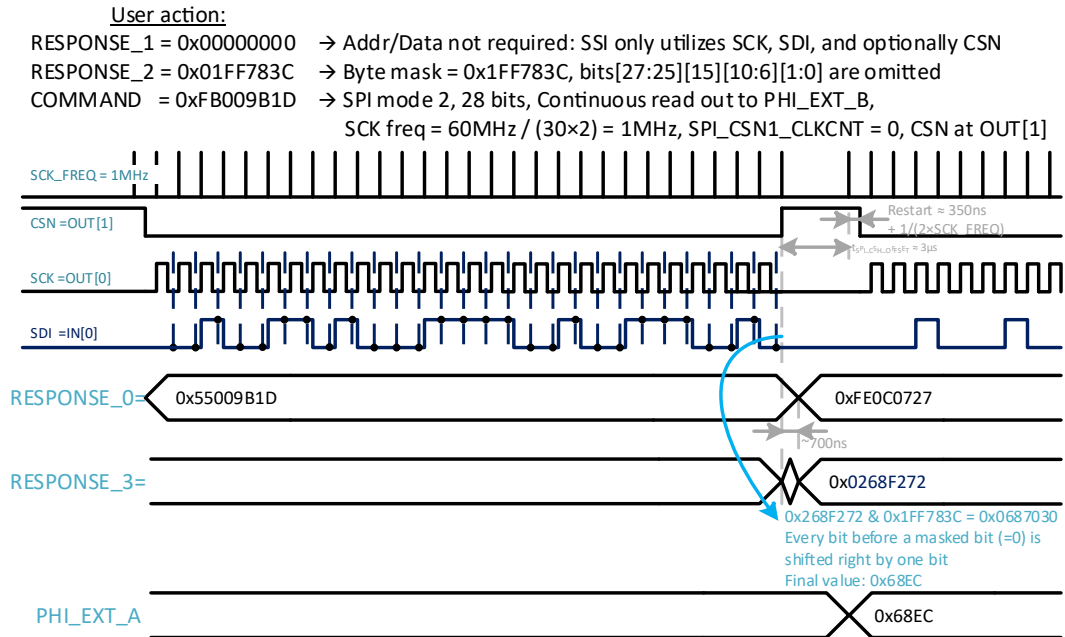 User action:
RESPONSE_1 = 0x00000000 → Addr/Data not required: SSI only utilizes SCK, SDI, and optionally CSN
RESPONSE_2 = 0x01FF783C → Byte mask = 0x1FF783C, bits[27:25][15][10:6][1:0] are omitted
COMMAND = 0xFB009B1D → SPI mode 2, 28 bits, Continuous read out to PHI_EXT_B,
SCK freq = 60MHz / (30×2) = 1MHz, SPI_CSN1_CLKCNT = 0, CSN at OUT[1]
SCK_FREQ = 1MHz
CSN =OUT[1]
Restart ≈ 350ns
+ 1/(2×SCK_FREQ)
tSPI_CSH_OFFSET = 3µs
SCK =OUT[0]
SDI =IN[0]
RESPONSE_0=
0x55009B1D
0xFE0C0727
~700ns
RESPONSE_3=
0x0268F272
0x268F272 & 0x1FF783C = 0x0687030
Every bit before a masked bit (=0) is
shifted right by one bit
Final value: 0x68EC
PHI_EXT_A
0x68EC